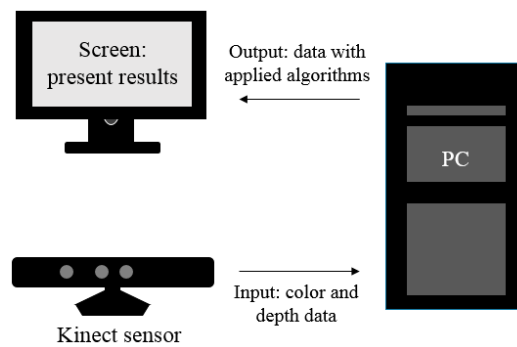 Screen:
present results
Output: data with
applied algorithms
PC
Input: color and
depth data
Kinect sensor